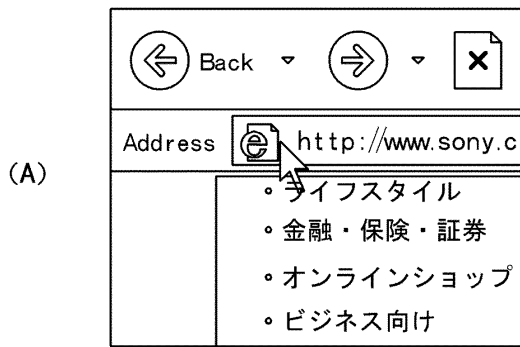 (A)
Back
Address http://www.sony.c
・ライフスタイル
・金融・保険・証券
・オンラインショップ
・ビジネス向け